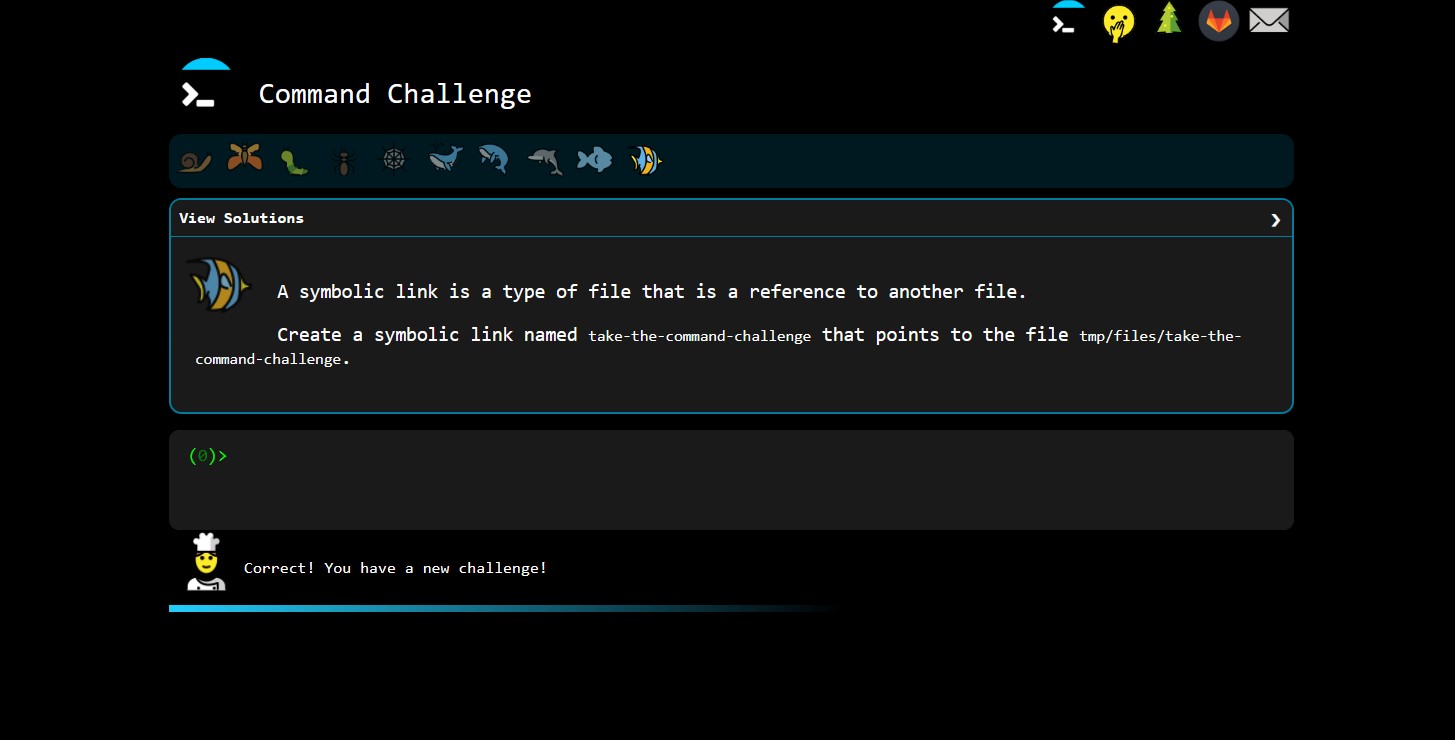 Command Challenge
View Solutions
A symbolic link is a type of file that is a reference to another file.
Create a symbolic link named take-the-command-challenge that points to the file tmp/files/take-the-
command-challenge.
(0)>
Correct! You have a new challenge!